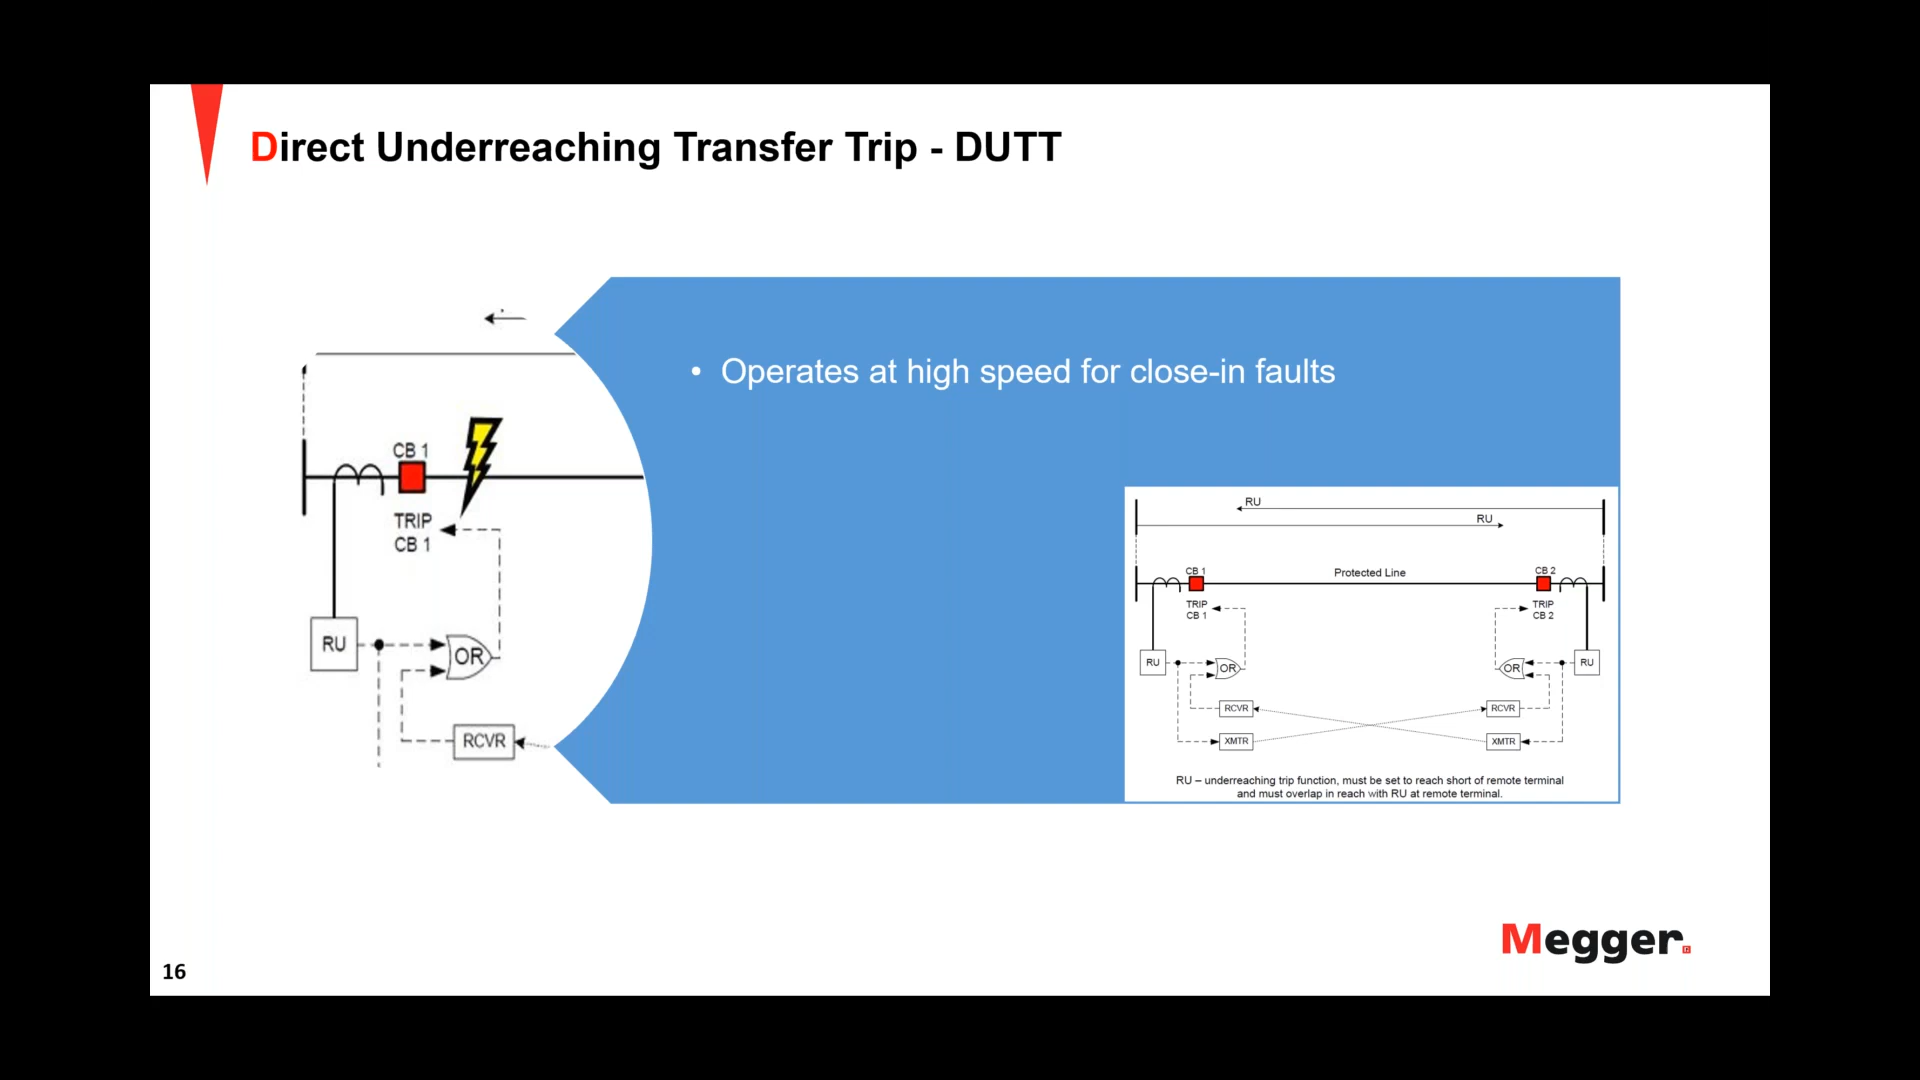 Direct Underreaching Transfer Trip - DUTT
• Operates at high speed for close-in faults
CB 1
TRIP
CB 1
RU
OR
RCVR
RU
RU
CB 1
Protected Line
CB 2
TRIP
CB 1
TRIP
CB 2
RU
OR
OR
RU
RCVR
RCVR
XMTR
XMTR
RU – underreaching trip function, must be set to reach short of remote terminal
and must overlap in reach with RU at remote terminal.
Megger.
16